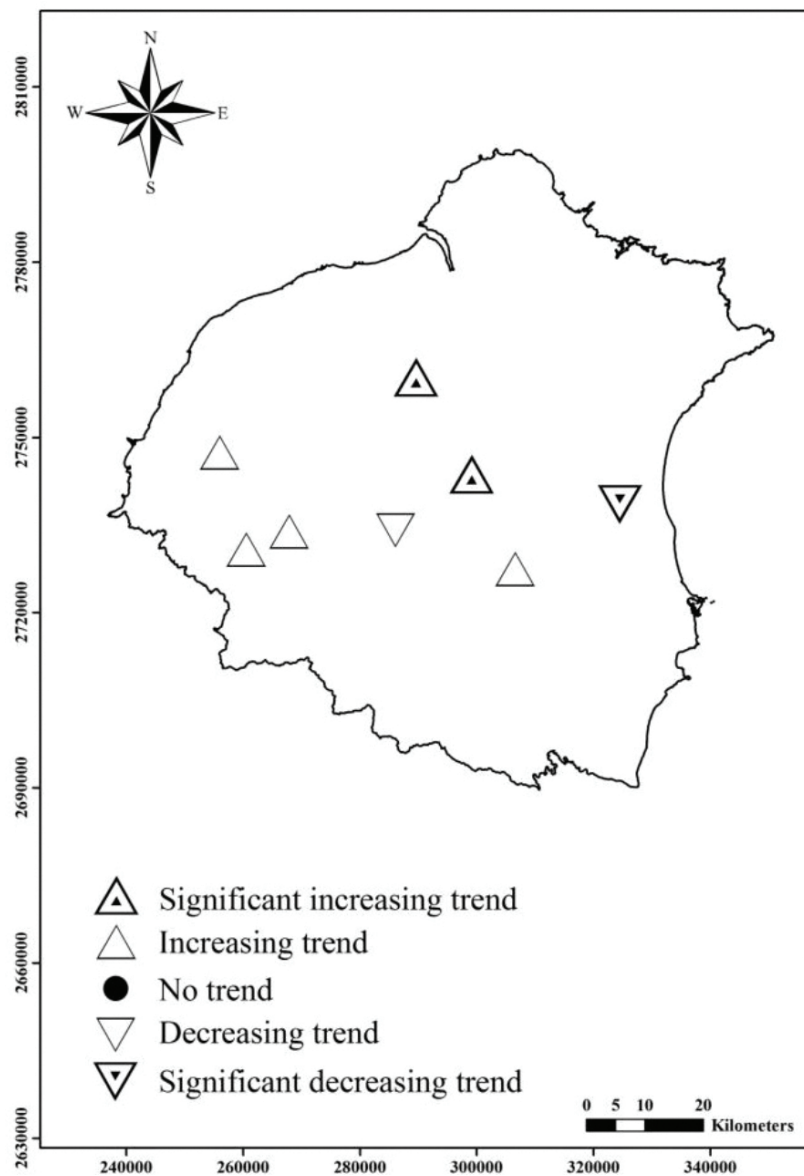 N
W E
S
2810000
2780000
2750000
2720000
2690000
2660000
2630000
Significant increasing trend
Increasing trend
No trend
Decreasing trend
Significant decreasing trend
0 5 10 20
Kilometers
240000 260000 280000 300000 320000 340000